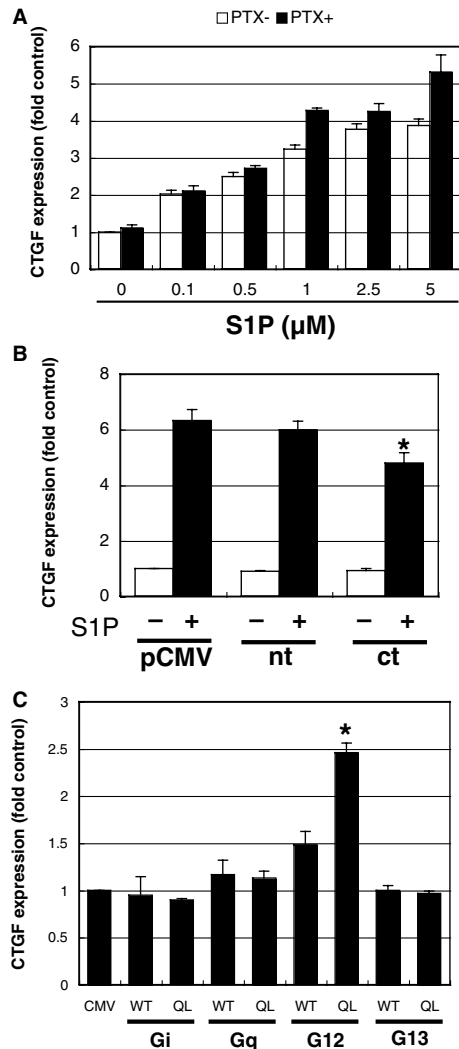 A
□ PTX- ■ PTX+
CTGF expression (fold control)
6
5
4
3
2
1
0
0 0.1 0.5 1 2.5 5
S1P (µM)
B
CTGF expression (fold control)
8
6
4
2
0
*
S1P − + − + − +
pCMV nt ct
C
CTGF expression (fold control)
3
2.5
2
1.5
1
0.5
0
*
CMV WT QL WT QL WT QL WT QL
Gi Gq G12 G13